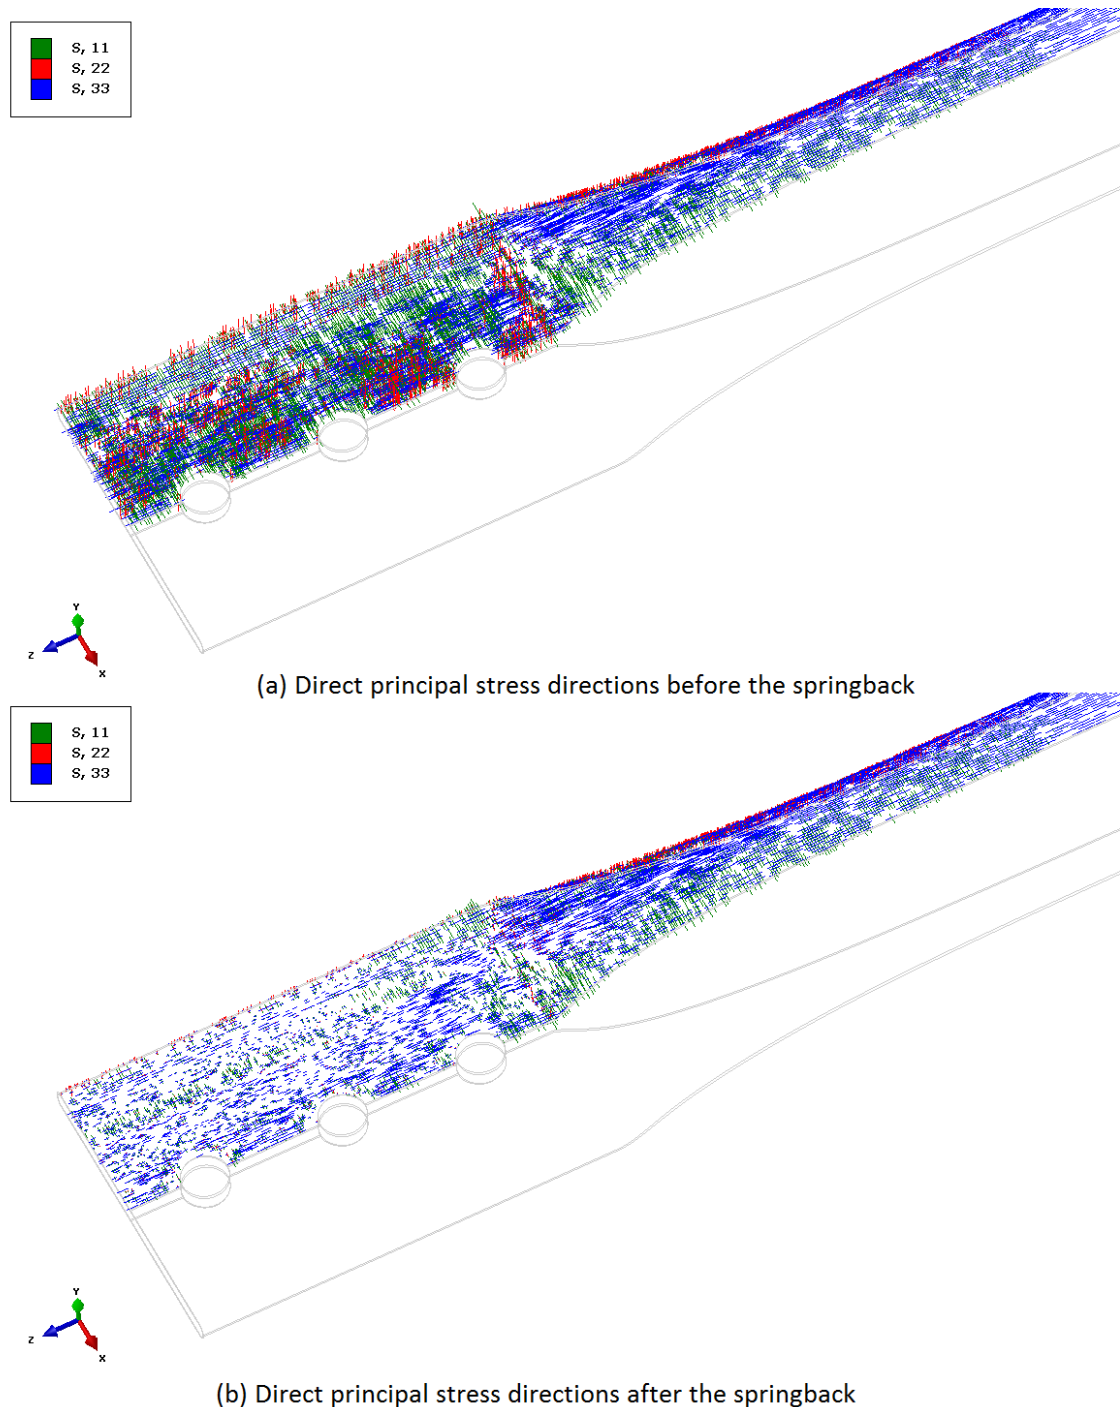 S, 11
S, 22
S, 33
Y
Z
X
(a) Direct principal stress directions before the springback
S, 11
S, 22
S, 33
Y
Z
X
(b) Direct principal stress directions after the springback